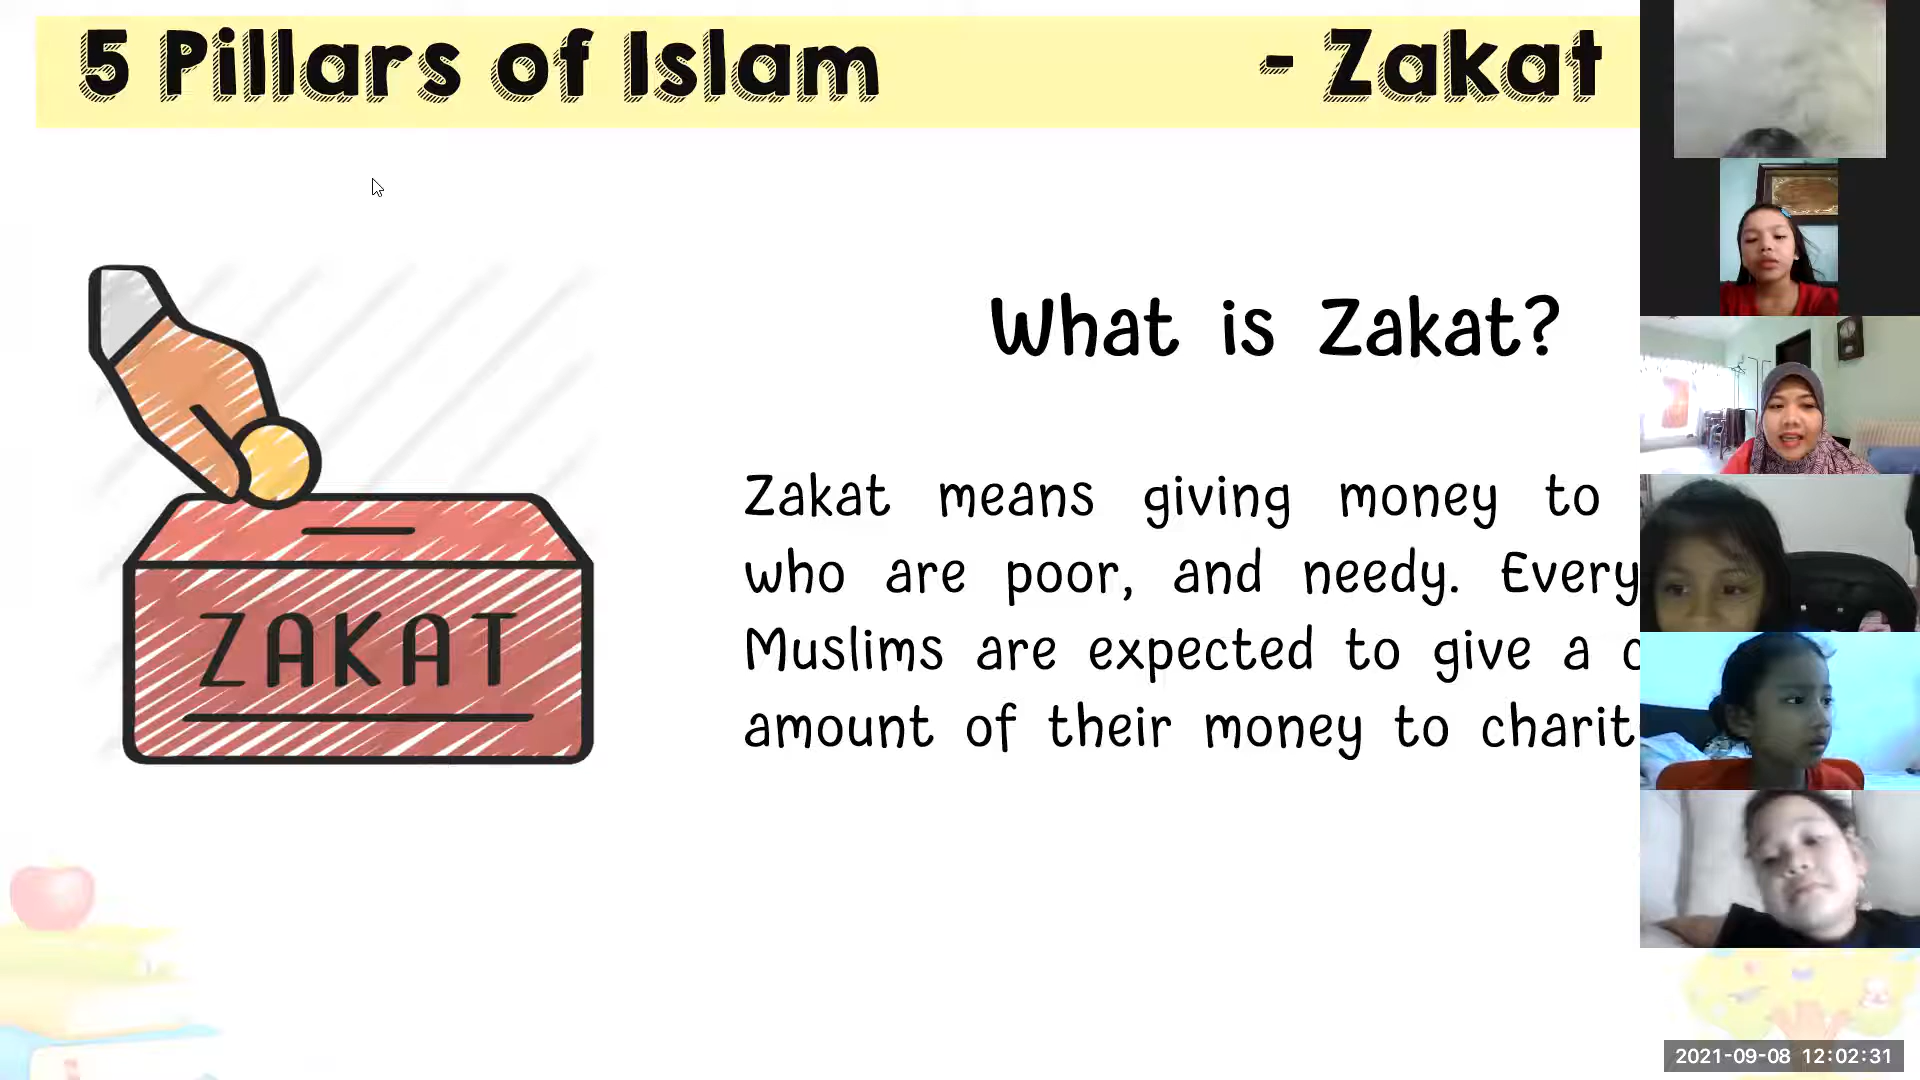 5 Pillars of Islam - Zakat
What is Zakat?
Zakat means giving money to
who are poor, and needy. Every
Muslims are expected to give a
amount of their money to charit
ZAKAT
2021-09-08 12:02:31